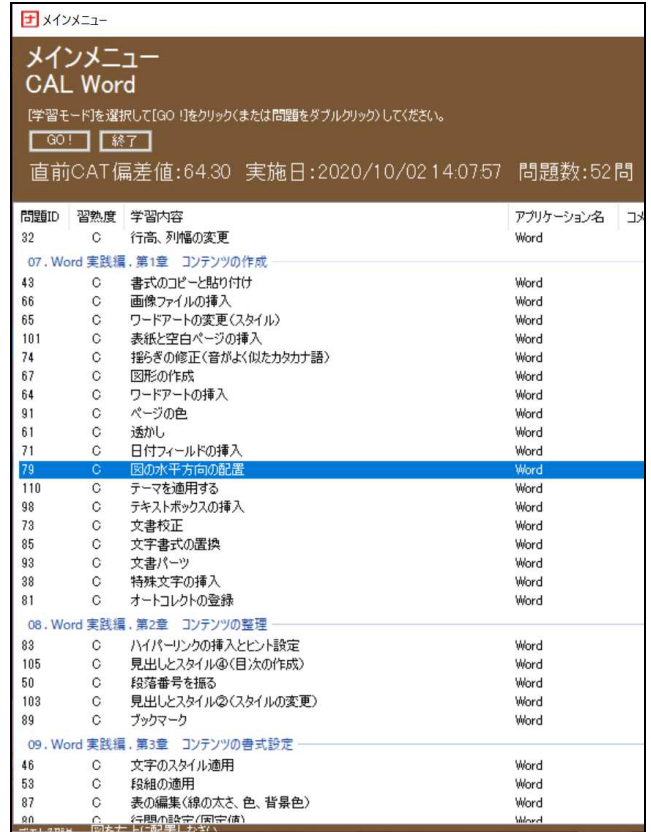 メインメニュー
メインメニュー
CAL Word
[学習モード]を選択して[GO !]をクリック(または問題をダブルクリック)してください。
GO! 終了
直前CAT偏差値:64.30 実施日:2020/10/02 14:07:57 問題数:52問
問題ID 習熟度 学習内容 アプリケーション名 コメ
32 C 行高、列幅の変更 Word
07. Word 実践編. 第1章 コンテンツの作成
43 C 書式のコピーと貼り付け Word
66 C 画像ファイルの挿入 Word
65 C ワードアートの変更(スタイル) Word
101 C 表紙と空白ページの挿入 Word
74 C 揺らぎの修正(音がよく似たカタカナ語) Word
67 C 図形の作成 Word
64 C ワードアートの挿入 Word
91 C ページの色 Word
61 C 透かし Word
71 C 日付フィールドの挿入 Word
79 C 図の水平方向の配置 Word
110 C テーマを適用する Word
98 C テキストボックスの挿入 Word
73 C 文書校正 Word
85 C 文字書式の置換 Word
93 C 文書パーツ Word
38 C 特殊文字の挿入 Word
81 C オートコレクトの登録 Word
08. Word 実践編. 第2章 コンテンツの整理
83 C ハイパーリンクの挿入とヒント設定 Word
105 C 見出しとスタイル④(目次の作成) Word
50 C 段落番号を振る Word
103 C 見出しとスタイル②(スタイルの変更) Word
89 C ブックマーク Word
09. Word 実践編. 第3章 コンテンツの書式設定
46 C 文字のスタイル適用 Word
53 C 段組の適用 Word
87 C 表の編集(線の太さ、色、背景色) Word
80 C 行間の設定(固定値) Word
図を右上に配置しなさい